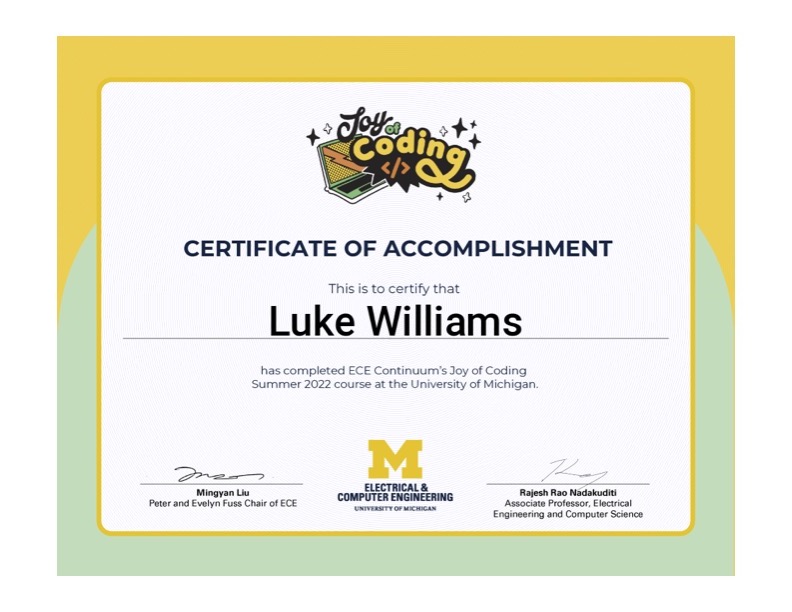 Joy of
Coding
</>
CERTIFICATE OF ACCOMPLISHMENT
This is to certify that
Luke Williams
has completed ECE Continuum's Joy of Coding
Summer 2022 course at the University of Michigan.
Mingyan Liu
Peter and Evelyn Fuss Chair of ECE
M
ELECTRICAL &
COMPUTER ENGINEERING
UNIVERSITY OF MICHIGAN
Rajesh Rao Nadakuditi
Associate Professor, Electrical
Engineering and Computer Science